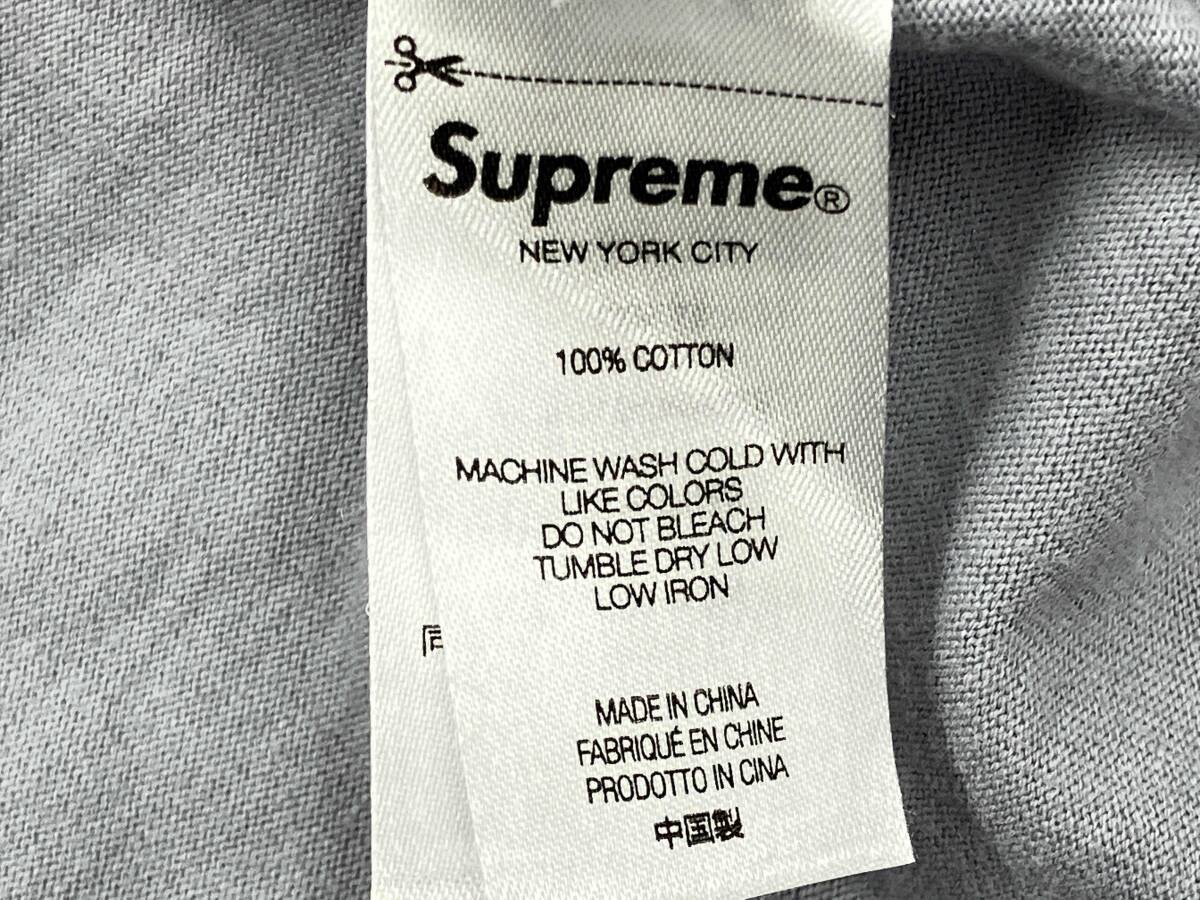 Supreme®
NEW YORK CITY
100% COTTON
MACHINE WASH COLD WITH
LIKE COLORS
DO NOT BLEACH
TUMBLE DRY LOW
LOW IRON
MADE IN CHINA
FABRIQUÉ EN CHINE
PRODOTTO IN CINA
中国製